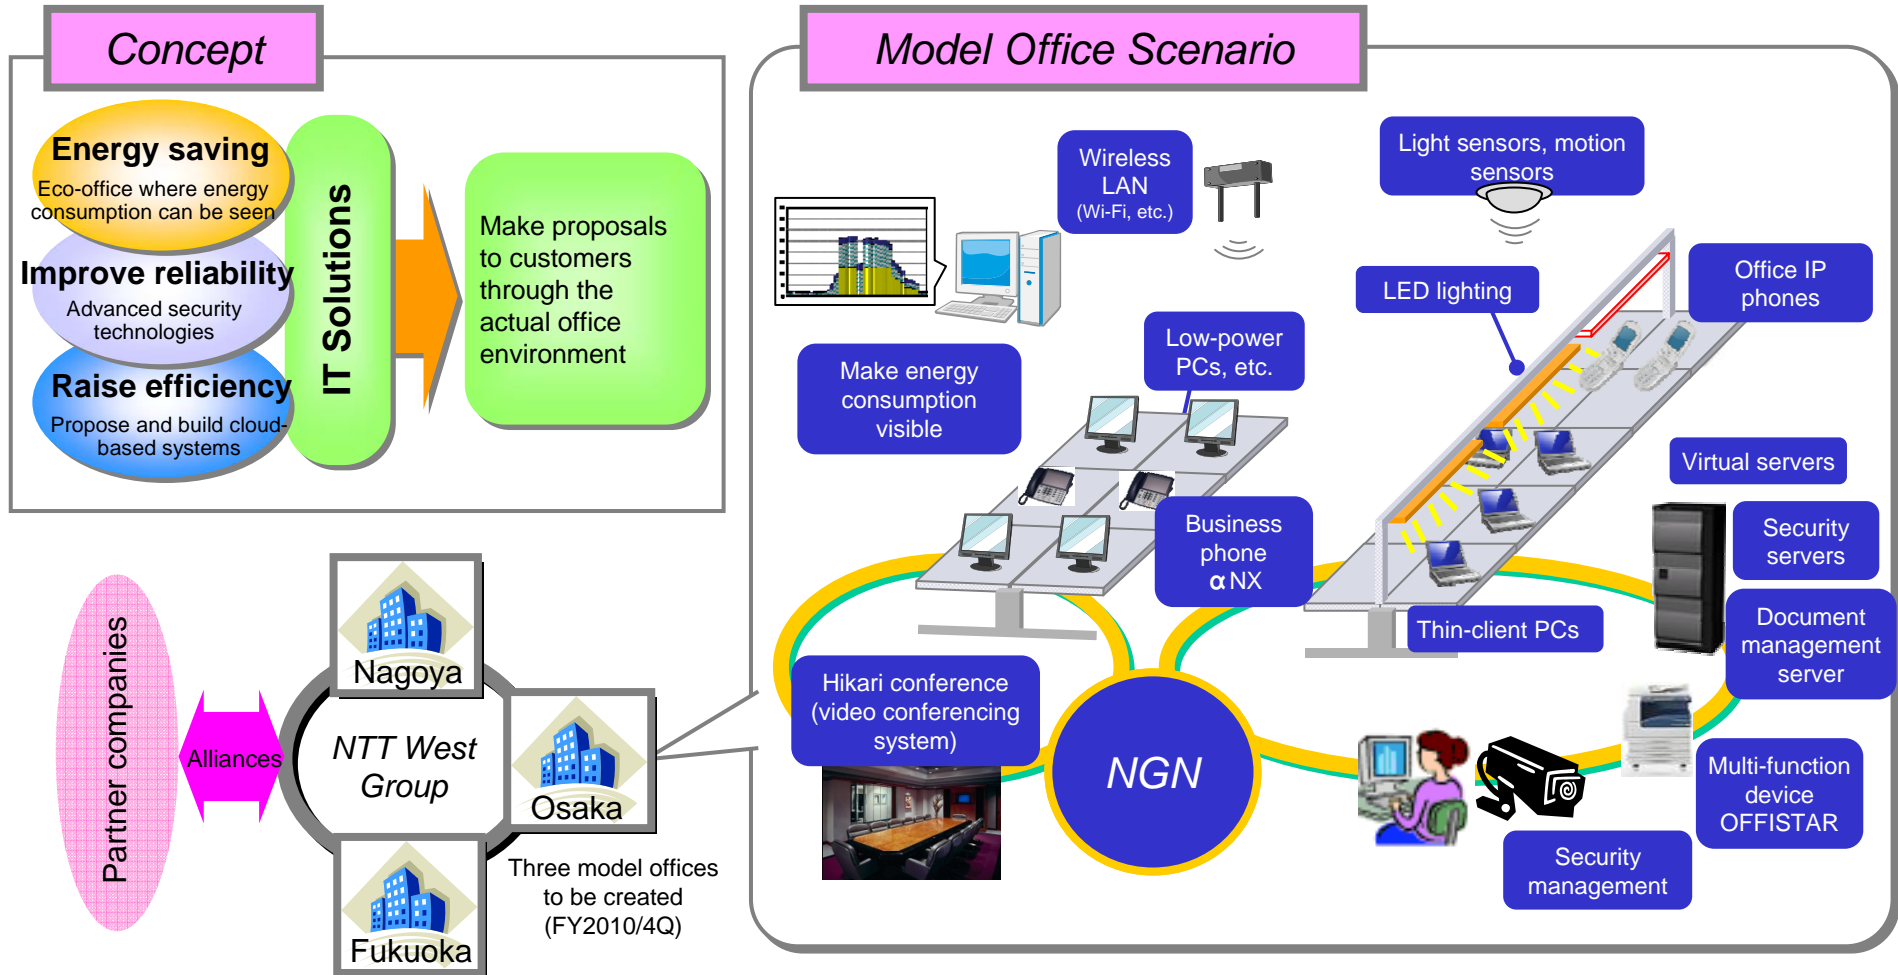 Concept
Energy saving
Eco-office where energy
consumption can be seen
Improve reliability
Advanced security
technologies
Raise efficiency
Propose and build cloud-
based systems
IT Solutions
Make proposals
to customers
through the
actual office
environment
Partner companies
Alliances
NTT West
Group
Nagoya
Osaka
Fukuoka
Three model offices
to be created
(FY2010/4Q)
Model Office Scenario
Wireless
LAN
(Wi-Fi, etc.)
Light sensors, motion
sensors
Make energy
consumption
visible
Low-power
PCs, etc.
LED lighting
Office IP
phones
Business
phone
αNX
Virtual servers
Security
servers
Thin-client PCs
Document
management
server
Hikari conference
(video conferencing
system)
NGN
Multi-function
device
OFFISTAR
Security
management